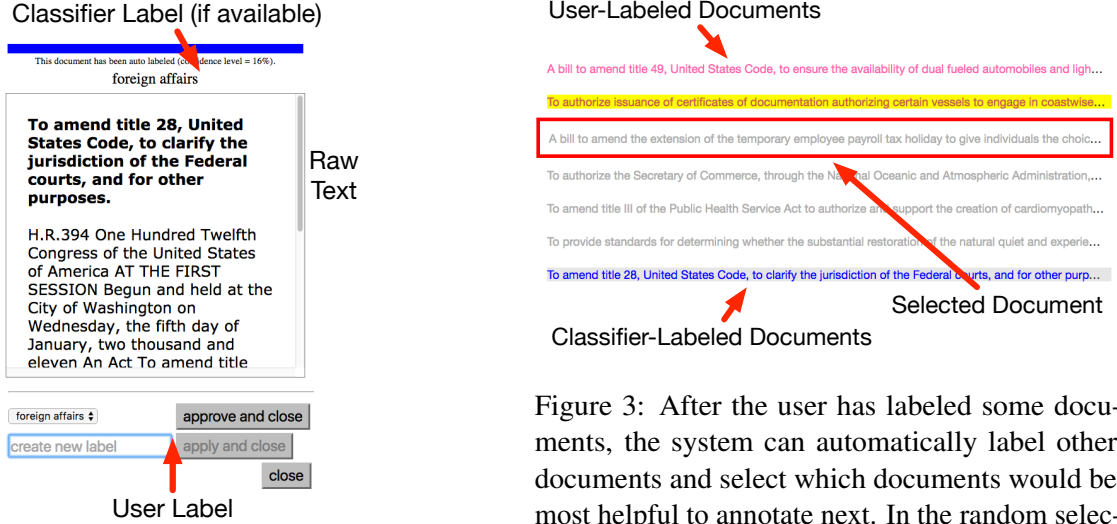 Classifier Label (if available)
This document has been auto labeled (confidence level = 16%).
foreign affairs
To amend title 28, United
States Code, to clarify the
jurisdiction of the Federal
courts, and for other
purposes.
H.R.394 One Hundred Twelfth
Congress of the United States
of America AT THE FIRST
SESSION Begun and held at the
City of Washington on
Wednesday, the fifth day of
January, two thousand and
eleven An Act To amend title
Raw
Text
foreign affairs
approve and close
create new label
apply and close
close
User Label
User-Labeled Documents
A bill to amend title 49, United States Code, to ensure the availability of dual fueled automobiles and ligh...
To authorize issuance of certificates of documentation authorizing certain vessels to engage in coastwise...
A bill to amend the extension of the temporary employee payroll tax holiday to give individuals the choic...
To authorize the Secretary of Commerce, through the National Oceanic and Atmospheric Administration,...
To amend title III of the Public Health Service Act to authorize and support the creation of cardiomyopath...
To provide standards for determining whether the substantial restoration of the natural quiet and experie...
To amend title 28, United States Code, to clarify the jurisdiction of the Federal courts, and for other purp...
Selected Document
Classifier-Labeled Documents
Figure 3: After the user has labeled some docu-
ments, the system can automatically label other
documents and select which documents would be
most helpful to annotate next. In the random selec-